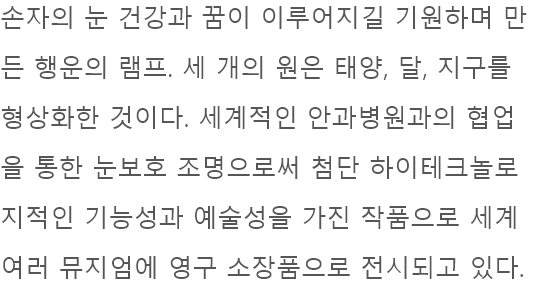 손자의 눈 건강과 꿈이 이루어지길 기원하며 만
든 행운의 램프. 세 개의 원은 태양, 달, 지구를
형상화한 것이다. 세계적인 안과병원과의 협업
을 통한 눈보호 조명으로써 첨단 하이테크놀로
지적인 기능성과 예술성을 가진 작품으로 세계
여러 뮤지엄에 영구 소장품으로 전시되고 있다.